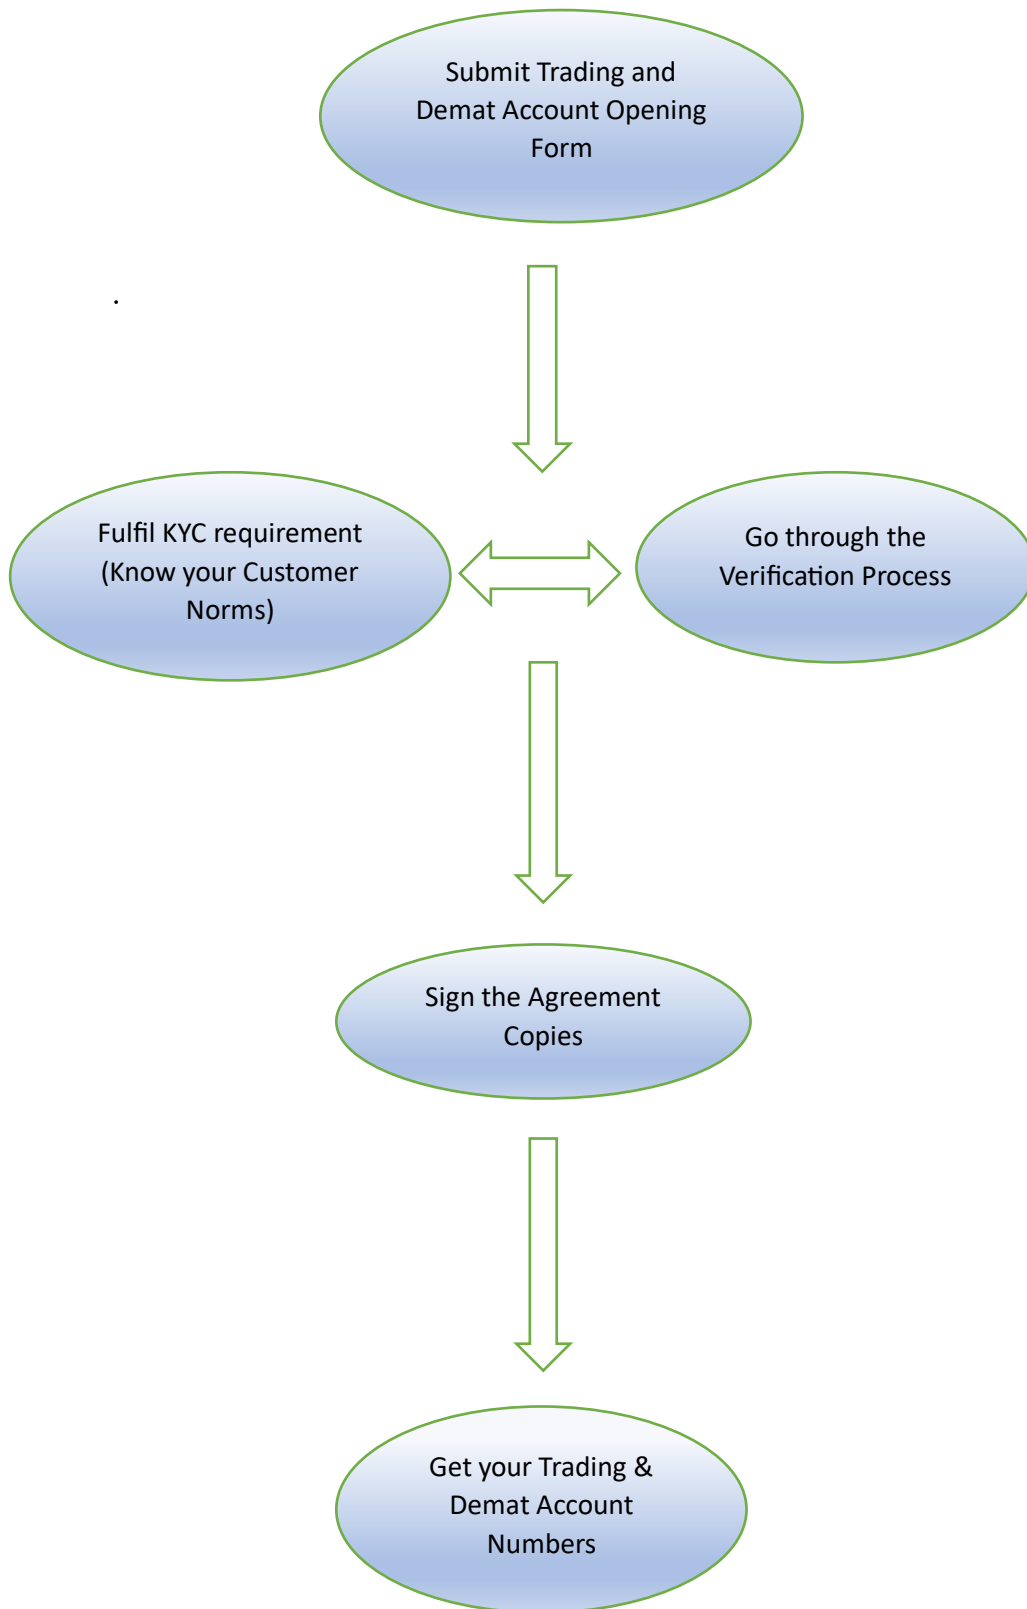 Submit Trading and
Demat Account Opening
Form
.
Fulfil KYC requirement
(Know your Customer
Norms)
Go through the
Verification Process
Sign the Agreement
Copies
Get your Trading &
Demat Account
Numbers